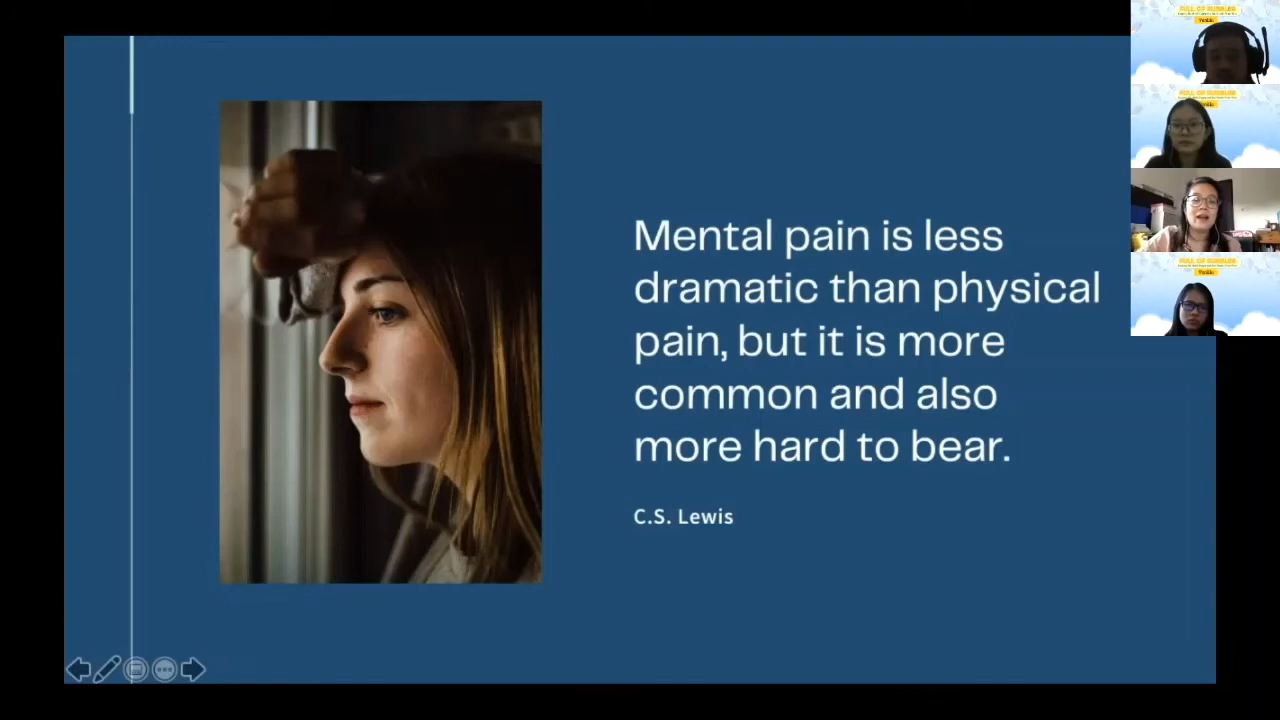 Mental pain is less
dramatic than physical
pain, but it is more
common and also
more hard to bear.
C.S. Lewis